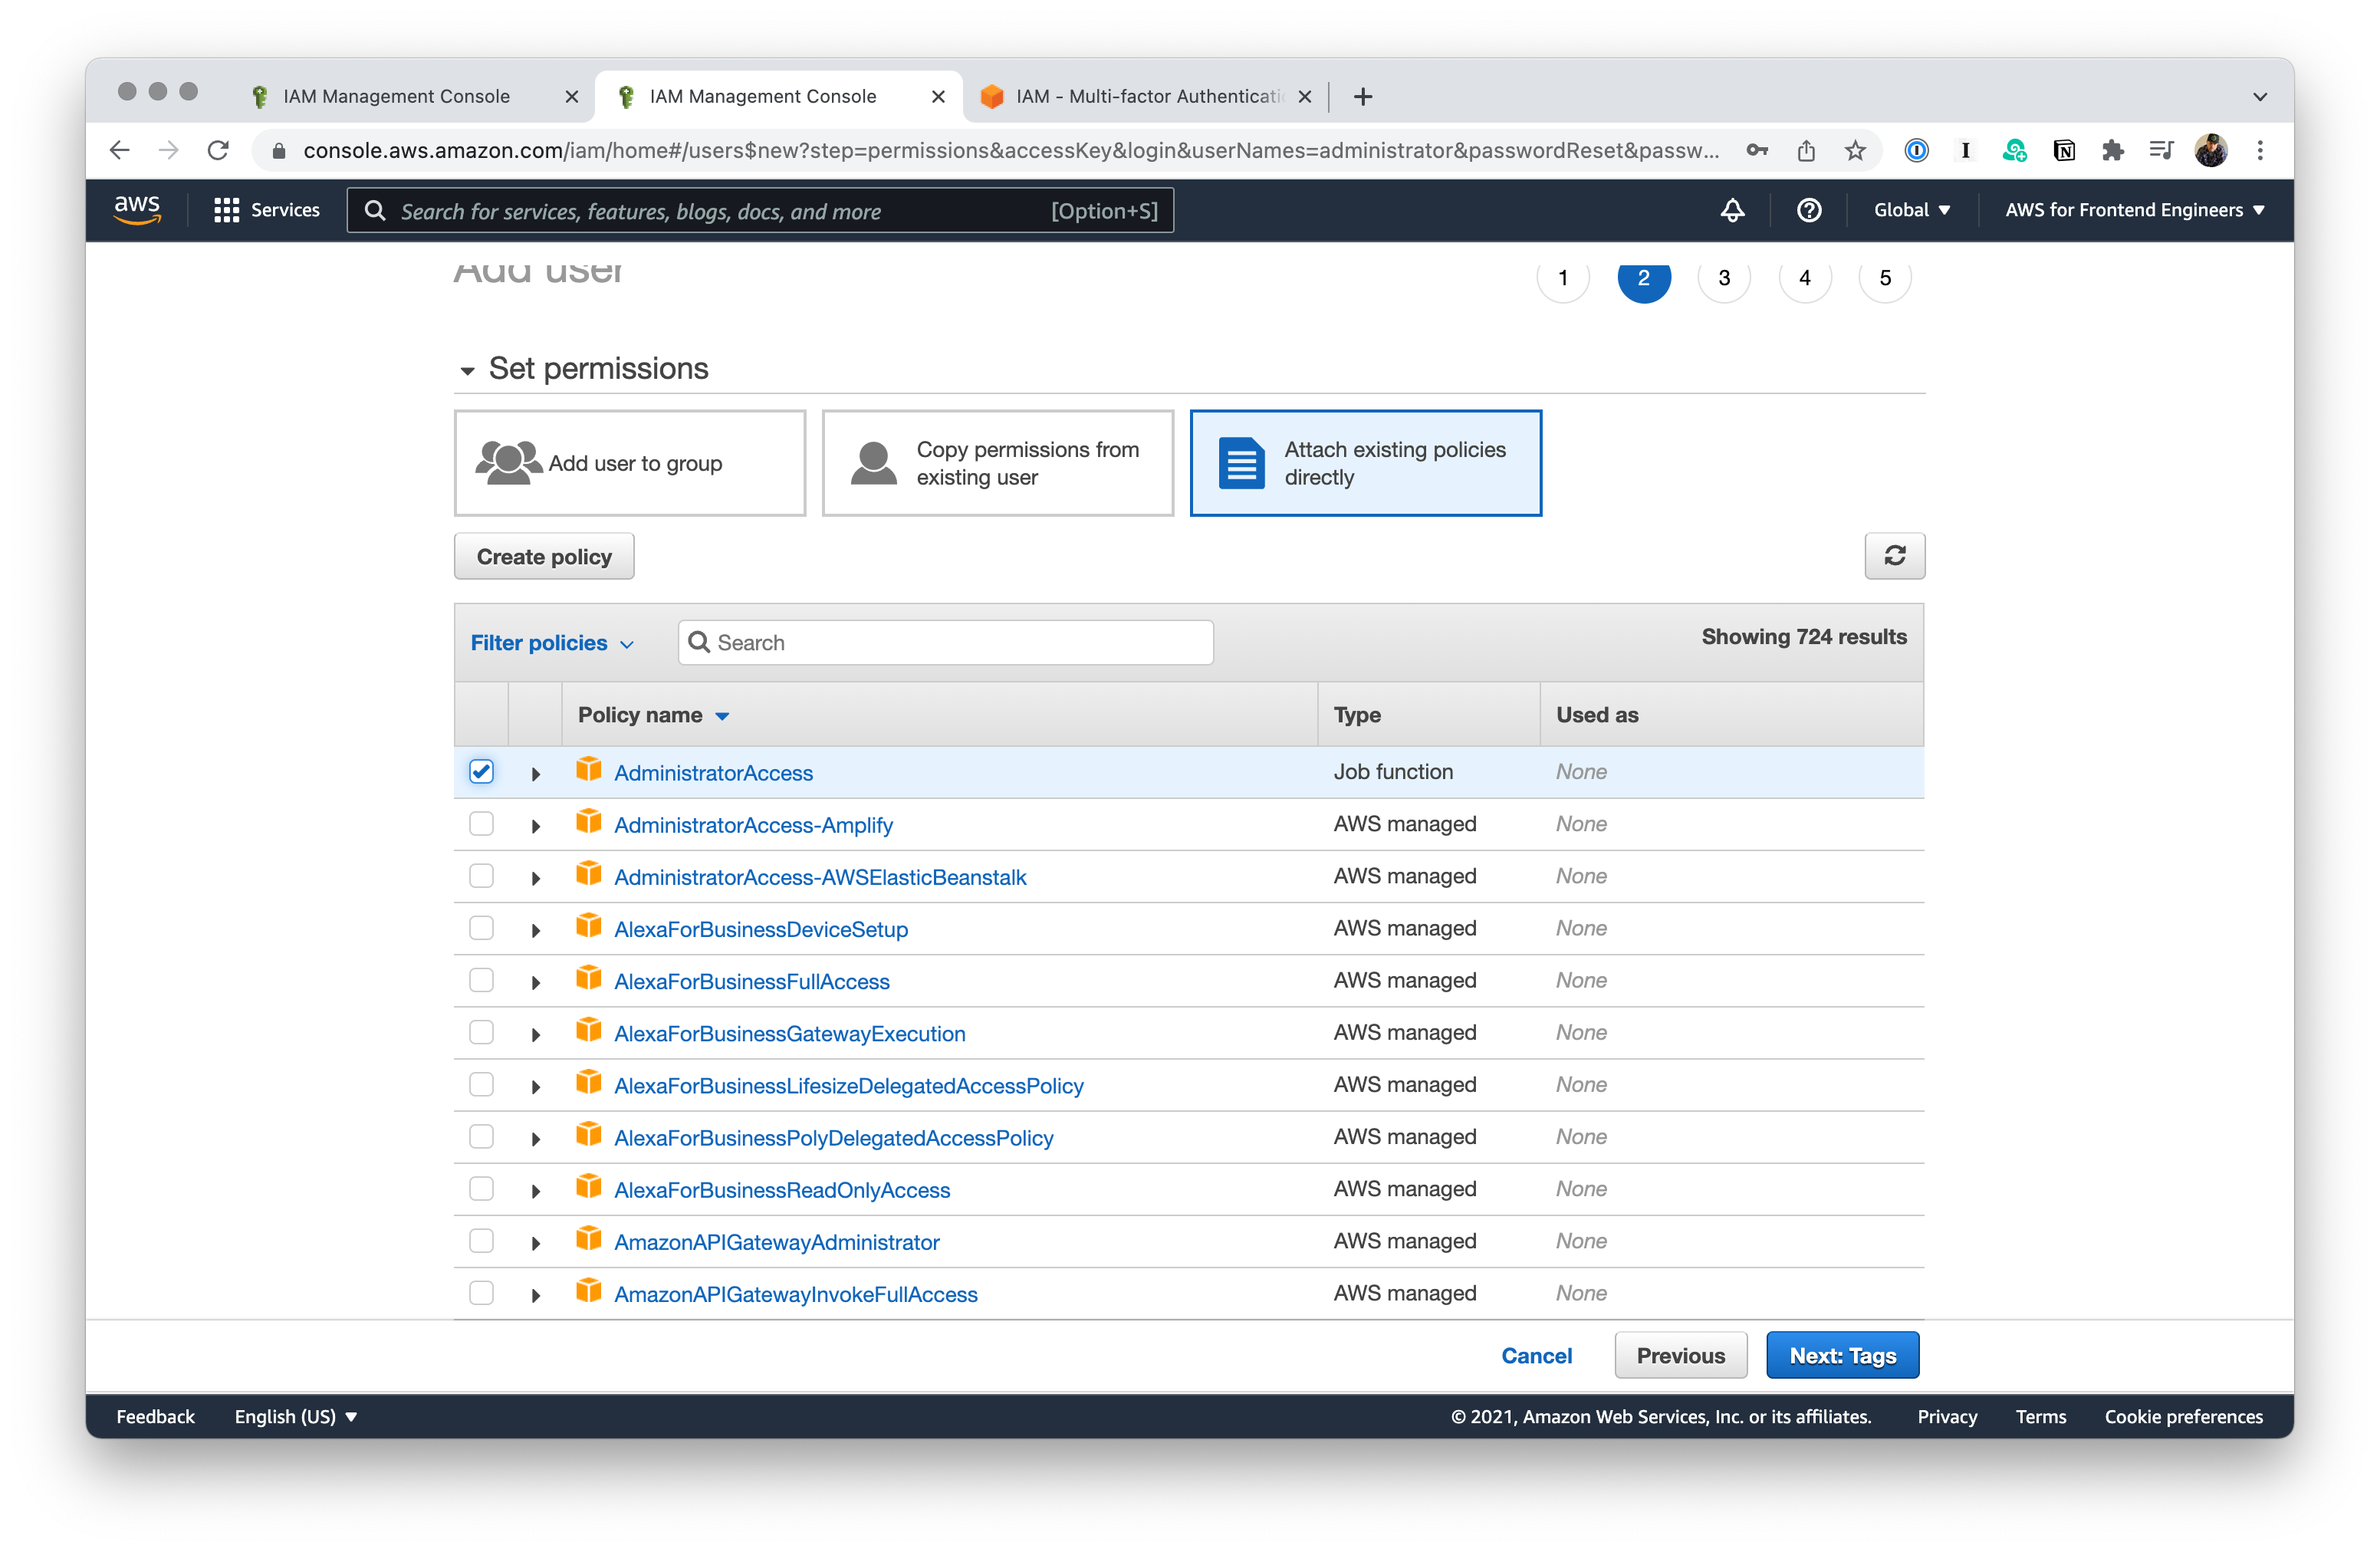 IAM Management Console
IAM Management Console
IAM - Multi-factor Authenticati
console.aws.amazon.com/iam/home#/users$new?step=permissions&accessKey&login&userNames=administrator&passwordReset&passw...
aws
Services
Search for services, features, blogs, docs, and more
[Option+S]
Global
AWS for Frontend Engineers
Add user
1
2
3
4
5
Set permissions
Add user to group
Copy permissions from
existing user
Attach existing policies
directly
Create policy
Filter policies
Search
Showing 724 results
Policy name Type Used as
AdministratorAccess Job function None
AdministratorAccess-Amplify AWS managed None
AdministratorAccess-AWSElasticBeanstalk AWS managed None
AlexaForBusinessDeviceSetup AWS managed None
AlexaForBusinessFullAccess AWS managed None
AlexaForBusinessGatewayExecution AWS managed None
AlexaForBusinessLifesizeDelegatedAccessPolicy AWS managed None
AlexaForBusinessPolyDelegatedAccessPolicy AWS managed None
AlexaForBusinessReadOnlyAccess AWS managed None
AmazonAPIGatewayAdministrator AWS managed None
AmazonAPIGatewayInvokeFullAccess AWS managed None
Cancel
Previous
Next: Tags
Feedback
English (US)
© 2021, Amazon Web Services, Inc. or its affiliates.
Privacy
Terms
Cookie preferences